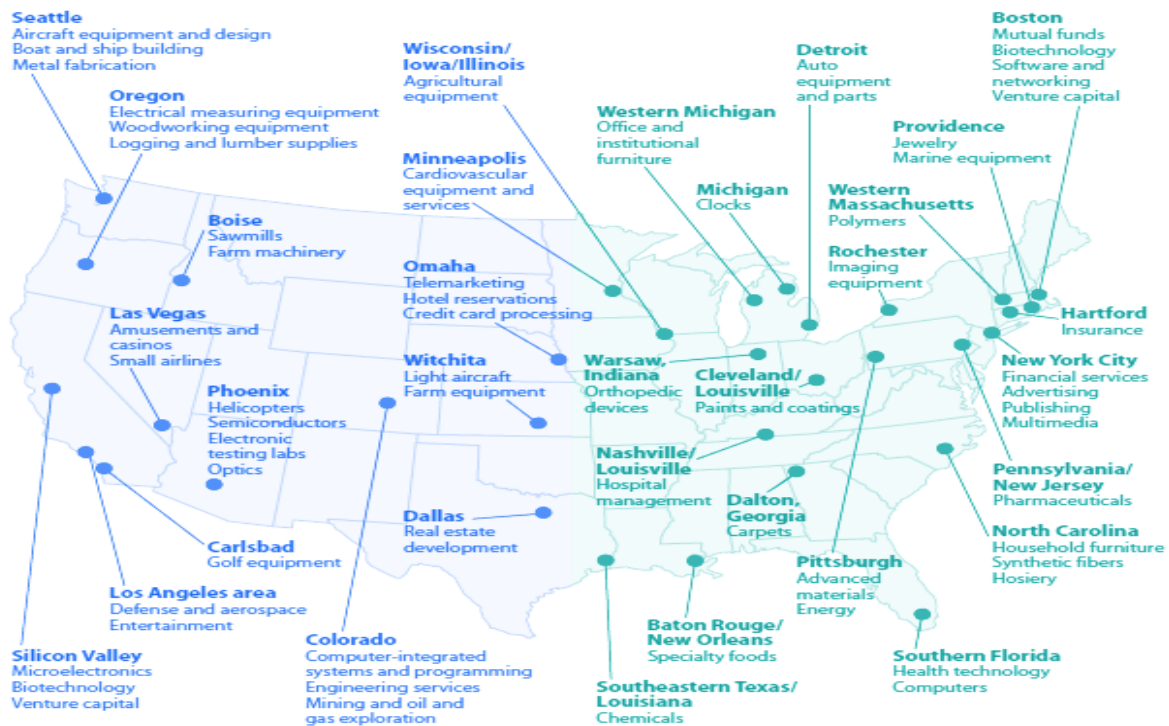 Seattle
Aircraft equipment and design
Boat and ship building
Metal fabrication
Oregon
Electrical measuring equipment
Woodworking equipment
Logging and lumber supplies
Boise
Sawmills
Farm machinery
Las Vegas
Amusements and
casinos
Small airlines
Phoenix
Helicopters
Semiconductors
Electronic
testing labs
Optics
Carlsbad
Golf equipment
Los Angeles area
Defense and aerospace
Entertainment
Silicon Valley
Microelectronics
Biotechnology
Venture capital
Colorado
Computer-integrated
systems and programming
Engineering services
Mining and oil and
gas exploration
Wisconsin/
Iowa/Illinois
Agricultural
equipment
Minneapolis
Cardiovascular
equipment and
services
Omaha
Telemarketing
Hotel reservations
Credit card processing
Witchita
Light aircraft
Farm equipment
Dallas
Real estate
development
Western Michigan
Office and
institutional
furniture
Michigan
Clocks
Detroit
Auto
equipment
and parts
Warsaw,
Indiana
Orthopedic
devices
Cleveland/
Louisville
Paints and coatings
Nashville/
Louisville
Hospital
management
Dalton,
Georgia
Carpets
Pittsburgh
Advanced
materials
Energy
Baton Rouge/
New Orleans
Specialty foods
Southeastern Texas/
Louisiana
Chemicals
Boston
Mutual funds
Biotechnology
Software and
networking
Venture capital
Providence
Jewelry
Marine equipment
Western
Massachusetts
Polymers
Rochester
Imaging
equipment
Hartford
Insurance
New York City
Financial services
Advertising
Publishing
Multimedia
Pennsylvania/
New Jersey
Pharmaceuticals
North Carolina
Household furniture
Synthetic fibers
Hosiery
Southern Florida
Health technology
Computers